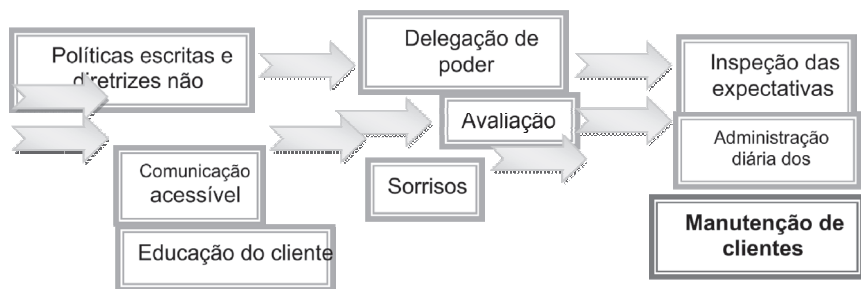 Políticas escritas e
diretrizes não
Delegação de
poder
Inspeção das
expectativas
Avaliação
Administração
diária dos
Comunicação
acessível
Sorrisos
Manutenção de
clientes
Educação do cliente